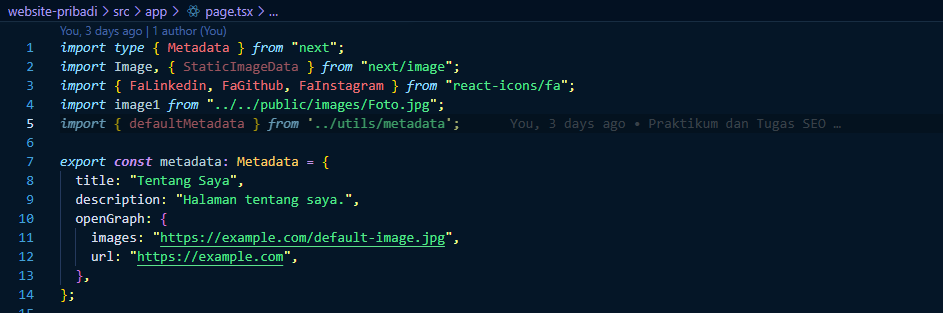 website-pribadi > src > app > page.tsx > ...
You, 3 days ago | 1 author (You)
1 import type { Metadata } from "next";
2 import Image, { StaticImageData } from "next/image";
3 import { FaLinkedin, FaGithub, FaInstagram } from "react-icons/fa";
4 import image1 from "../../public/images/Foto.jpg";
5 import { defaultMetadata } from '../utils/metadata'; You, 3 days ago • Praktikum dan Tugas SEO …
6
7 export const metadata: Metadata = {
8 title: "Tentang Saya",
9 description: "Halaman tentang saya.",
10 openGraph: {
11 images: "https://example.com/default-image.jpg",
12 url: "https://example.com",
13 },
14 };
15